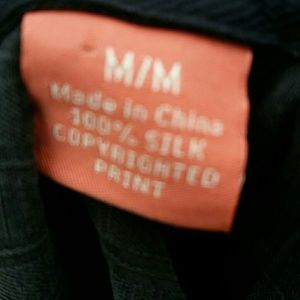 M/M
Made in China
100% SILK
COPYRIGHTED
PRINT